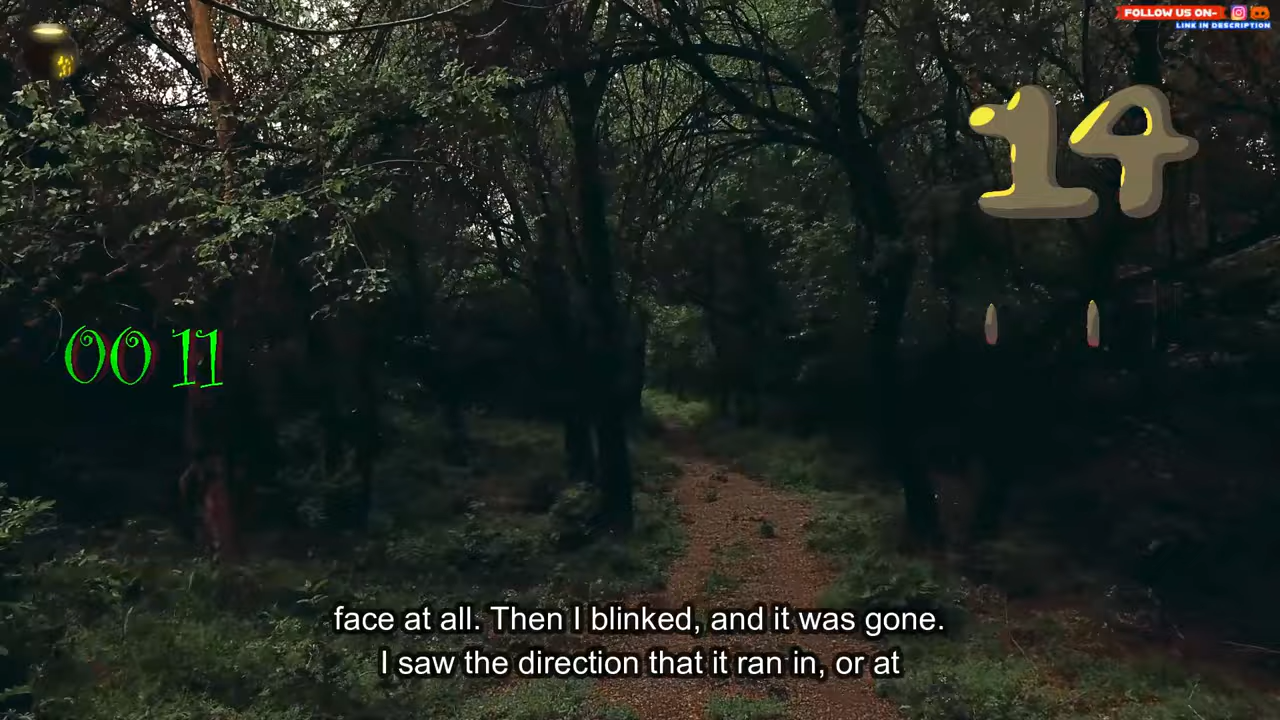 FOLLOW US ON-
LINK IN DESCRIPTION
14
00 11
face at all. Then I blinked, and it was gone.
I saw the direction that it ran in, or at